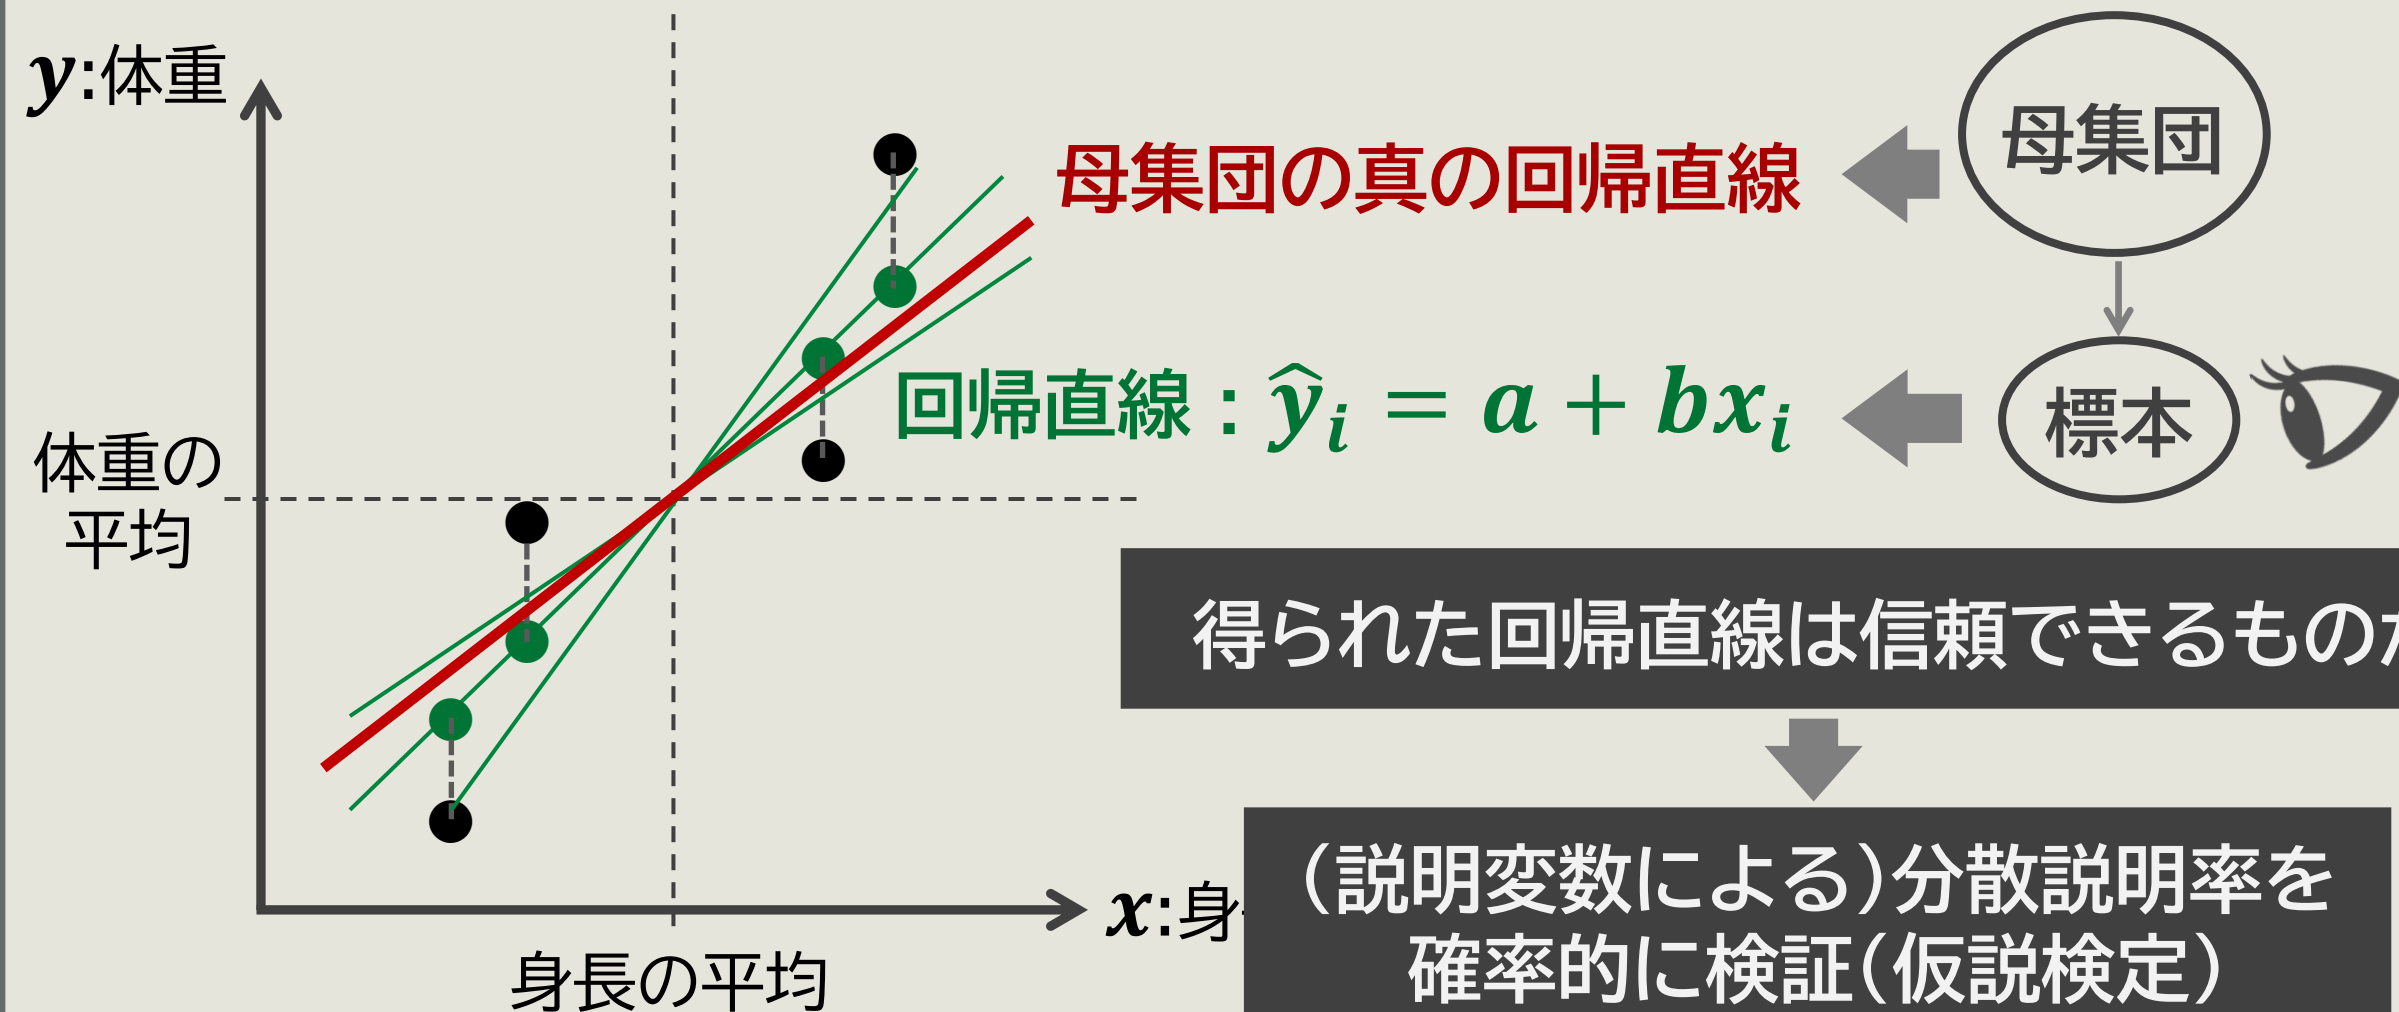 y:体重
母集団の真の回帰直線
母集団
回帰直線：ŷᵢ = a + bxᵢ
標本
体重の
平均
得られた回帰直線は信頼できるもの
（説明変数による）分散説明率を
確率的に検証（仮説検定）
x:身
身長の平均